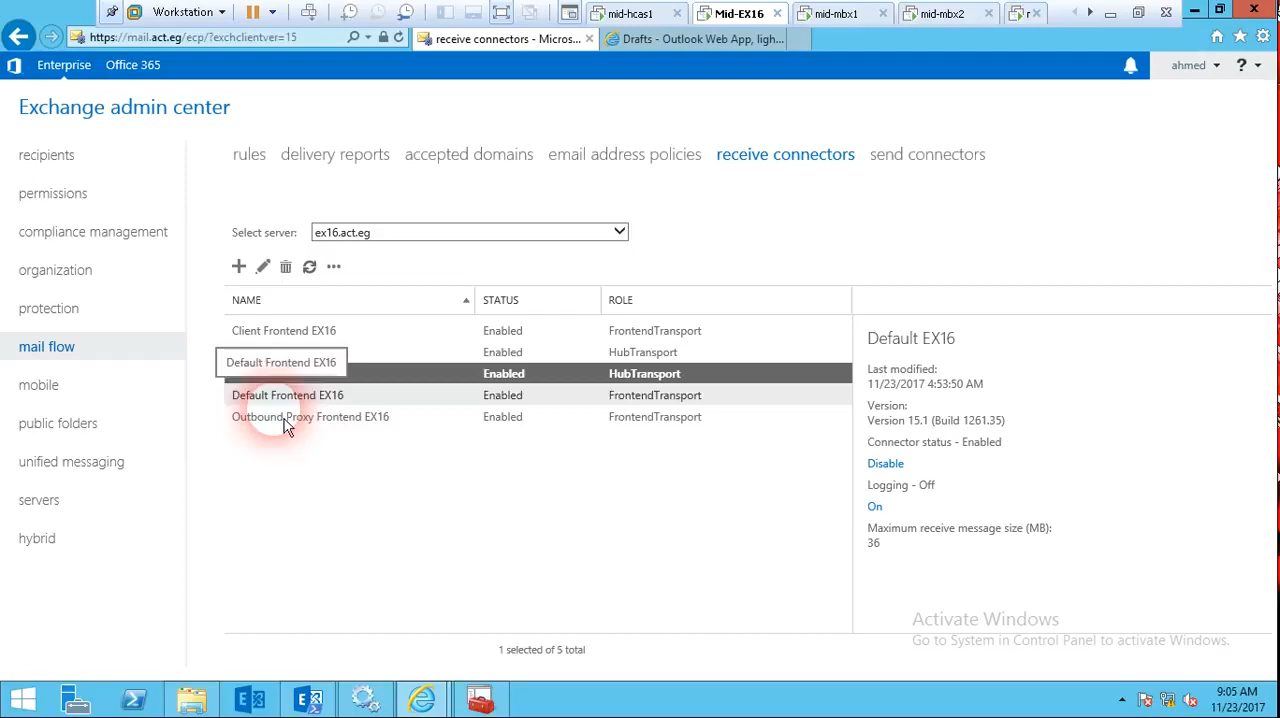 Workstation
mid-hcas1
Mid-EX16
mid-mbx1
mid-mbx2
r
https://mail.act.eg/ecp/?exchclientver=15
receive connectors - Micros...
Drafts - Outlook Web App, ligh...
Enterprise
Office 365
ahmed
?
Exchange admin center
recipients
permissions
compliance management
organization
protection
mail flow
mobile
public folders
unified messaging
servers
hybrid
rules
delivery reports
accepted domains
email address policies
receive connectors
send connectors
Select server:
ex16.act.eg
NAME
STATUS
ROLE
Client Frontend EX16
Enabled
FrontendTransport
Default Frontend EX16
Enabled
HubTransport
Enabled
HubTransport
Default Frontend EX16
Enabled
FrontendTransport
Outbound Proxy Frontend EX16
Enabled
FrontendTransport
1 selected of 5 total
Default EX16
Last modified:
11/23/2017 4:53:50 AM
Version:
Version 15.1 (Build 1261.35)
Connector status - Enabled
Disable
Logging - Off
On
Maximum receive message size (MB):
36
Activate Windows
Go to System in Control Panel to activate Windows.
9:05 AM
11/23/2017